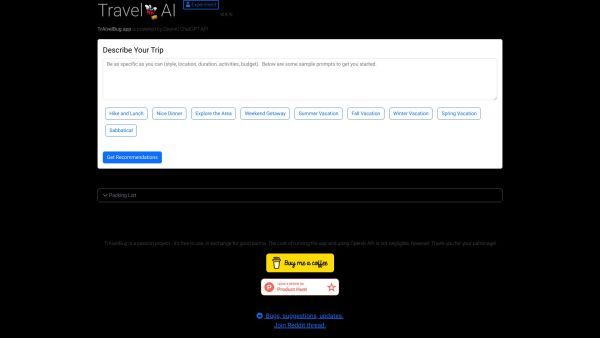 Travel AI
Experiment
TrAvelBug app is powered by OpenAI ChatGPT API
Describe Your Trip
Be as specific as you can (style, location, duration, activities, budget). Below are some sample prompts to get you started.
Hike and Lunch
Nice Dinner
Explore the Area
Weekend Getaway
Summer Vacation
Fall Vacation
Winter Vacation
Spring Vacation
Sabbatical
Get Recommendations
Packing List
TrAvelBug is a passion project - it's free to use, in exchange for good karma. The cost of running the app and using OpenAI API is not negligible, however. Thank you for your patronage!
Buy me a coffee
Product Hunt
Bugs, suggestions, updates.
Join Reddit thread.